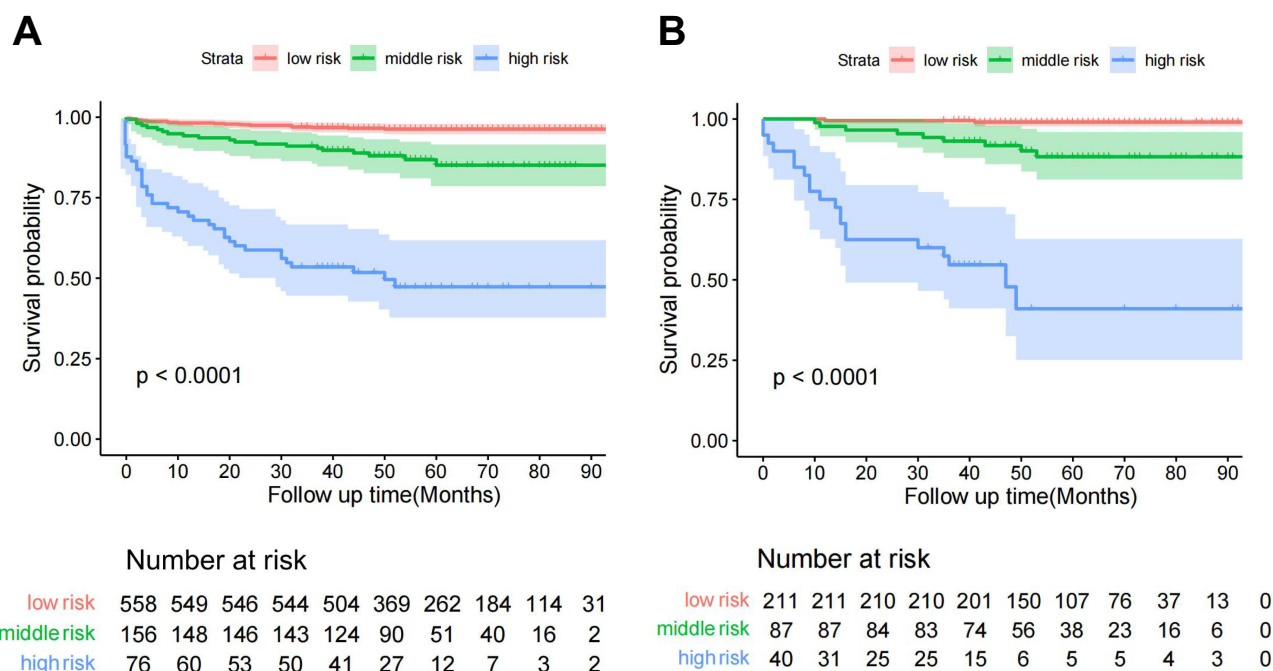 A
Strata low risk middle risk high risk
Survival probability
1.00
0.75
0.50
0.25
0.00
p < 0.0001
0 10 20 30 40 50 60 70 80 90
Follow up time(Months)
Number at risk
low risk 558 549 546 544 504 369 262 184 114 31
middle risk 156 148 146 143 124 90 51 40 16 2
high risk 76 60 53 50 41 27 12 7 3 2
B
Strata low risk middle risk high risk
Survival probability
1.00
0.75
0.50
0.25
0.00
p < 0.0001
0 10 20 30 40 50 60 70 80 90
Follow up time(Months)
Number at risk
low risk 211 211 210 210 201 150 107 76 37 13 0
middle risk 87 87 84 83 74 56 38 23 16 6 0
high risk 40 31 25 25 15 6 5 5 4 3 0